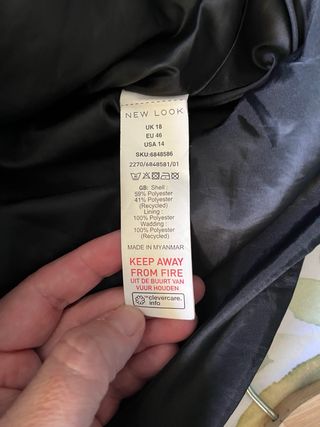 NEW LOOK
UK 18
EU 46
USA 14
SKU:6848586
2270/6848581/01
GB: Shell :
59% Polyester
41% Polyester
(Recycled)
Lining :
100% Polyester
Wadding :
100% Polyester
(Recycled)
MADE IN MYANMAR
KEEP AWAY
FROM FIRE
UIT DE BUURT VAN
VUUR HOUDEN
clevercare.
info